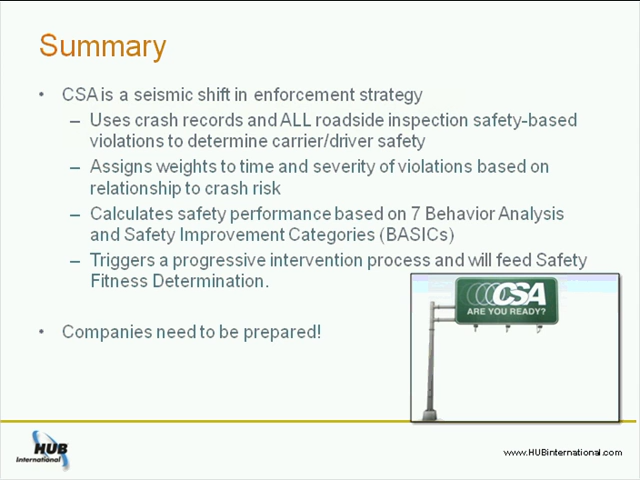 Summary
• CSA is a seismic shift in enforcement strategy
– Uses crash records and ALL roadside inspection safety-based
violations to determine carrier/driver safety
– Assigns weights to time and severity of violations based on
relationship to crash risk
– Calculates safety performance based on 7 Behavior Analysis
and Safety Improvement Categories (BASICs)
– Triggers a progressive intervention process and will feed Safety
Fitness Determination.
• Companies need to be prepared!
CSA
ARE YOU READY?
HUB
International
www.HUBinternational.com